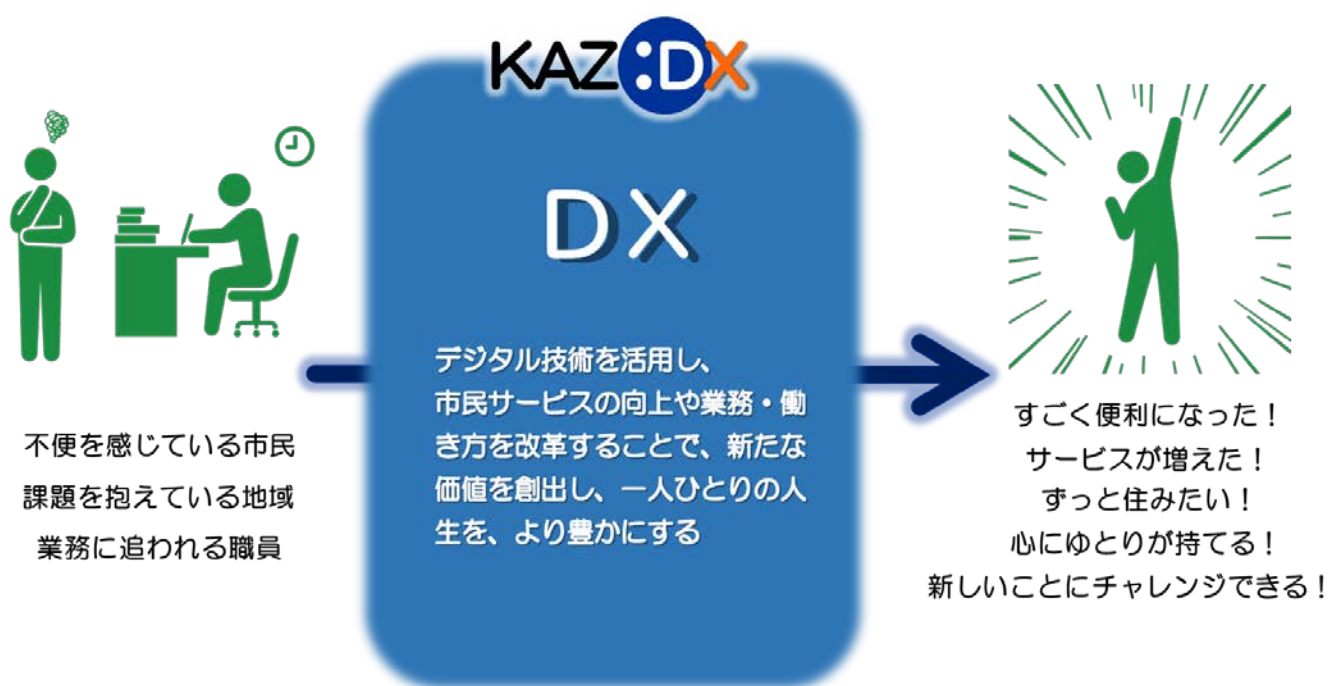 KAZ:DX
DX
不便を感じている市民
課題を抱えている地域
業務に追われる職員
デジタル技術を活用し、
市民サービスの向上や業務・働
き方を改革することで、新たな
価値を創出し、一人ひとりの人
生を、より豊かにする
すごく便利になった！
サービスが増えた！
ずっと住みたい！
心にゆとりが持てる！
新しいことにチャレンジできる！